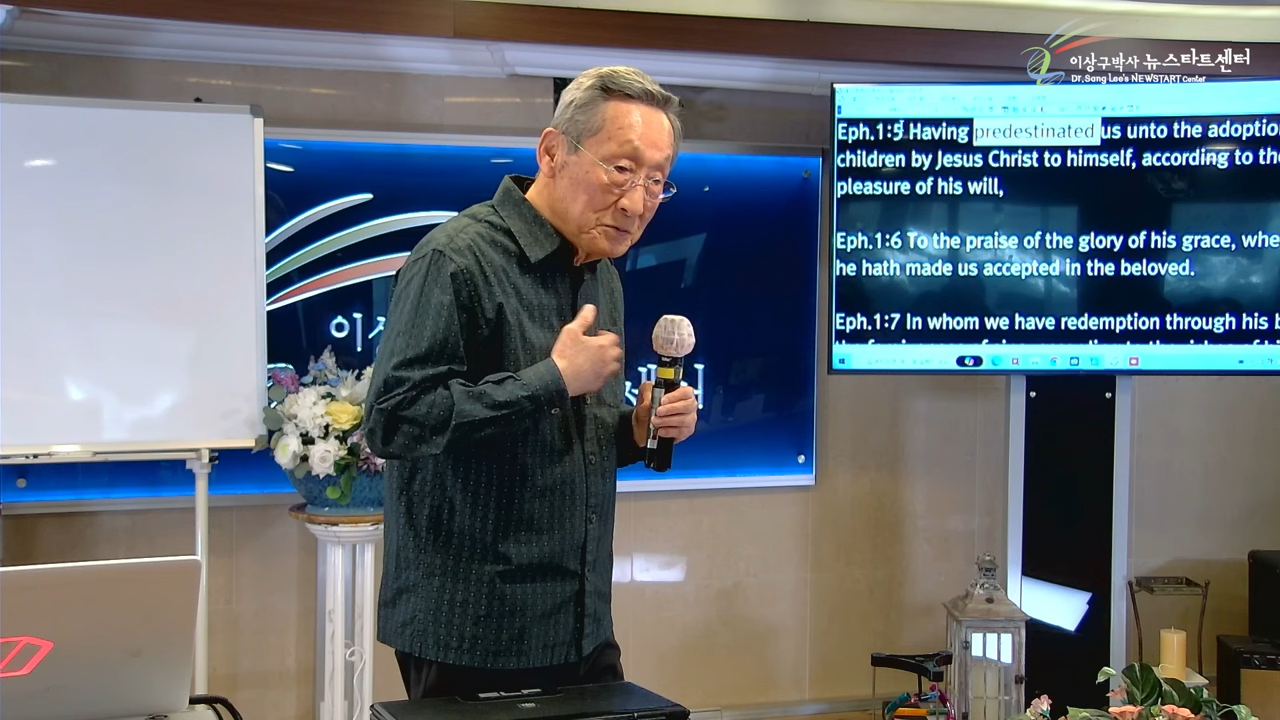 이상구박사 뉴스타트센터
Dr. Sang Lee's NEWSTART Center
Eph.1:5 Having predestinated us unto the adoptio
children by Jesus Christ to himself, according to the
pleasure of his will,
Eph.1:6 To the praise of the glory of his grace, whe
he hath made us accepted in the beloved.
Eph.1:7 In whom we have redemption through his b
이상